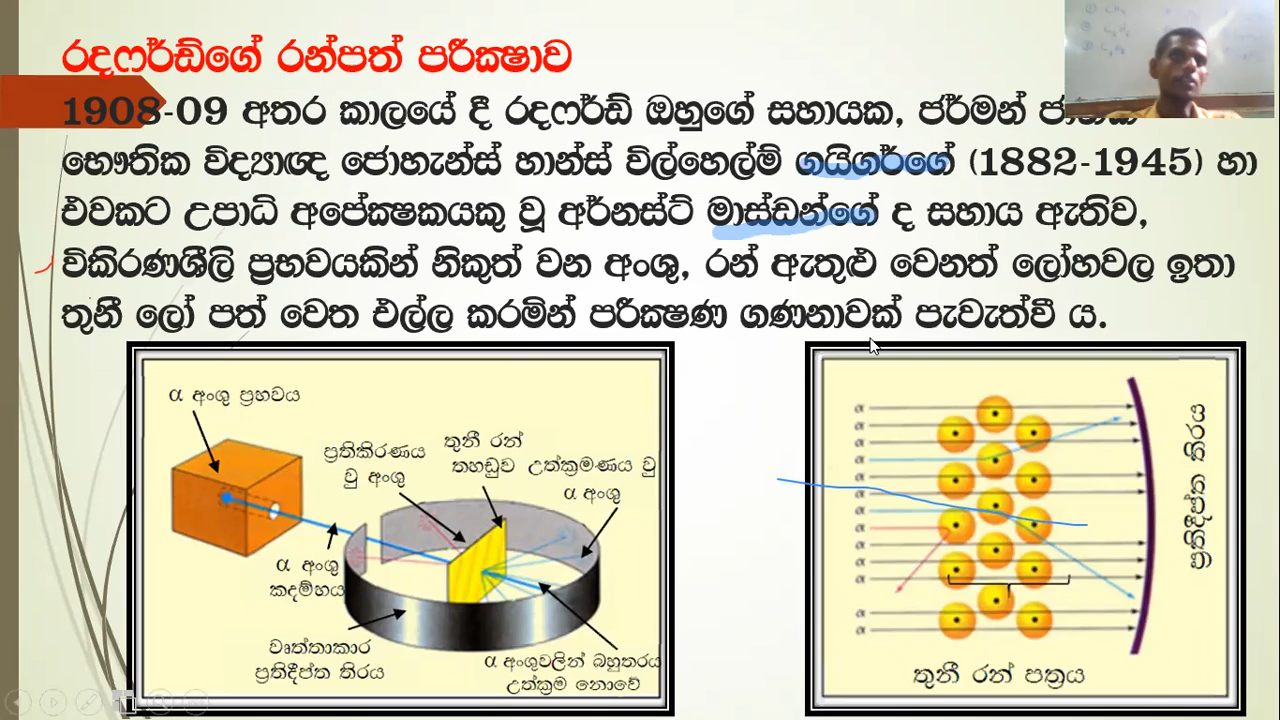 රදෆර්ඩ්ගේ රන්පත් පරීක්‍ෂාව
1908-09 අතර කාලයේ දී රදෆර්ඩ් ඔහුගේ සහායක, ජර්මන් ජාතික
භෞතික විද්‍යාඥ ජොහැන්ස් හාන්ස් විල්හෙල්ම් ගයිගර්ගේ (1882-1945) හා
එවකට උපාධි අපේක්‍ෂකයකු වූ අර්නස්ට් මාස්ඩන්ගේ ද සහාය ඇතිව,
විකිරණශීලි ප්‍රභවයකින් නිකුත් වන අංශු, රන් ඇතුළු වෙනත් ලෝහවල ඉතා
තුනී ලෝ පත් වෙත එල්ල කරමින් පරීක්‍ෂණ ගණනාවක් පැවැත්වී ය.
α අංශු ප්‍රභවය
ප්‍රතිකිරණය
වු අංශු
තුනී රන්
තහඩුව
උත්ක්‍රමණය වු
α අංශු
α අංශු
කදම්හය
වෘත්තාකාර
ප්‍රතිදීප්ත තිරය
α අංශුවලින් බහුතරය
උත්ක්‍රම නොවේ
α
α
α
α
α
α
α
α
α
α
α
α
α
ප්‍රතිදීප්ත තිරය
තුනී රන් පත්‍රය